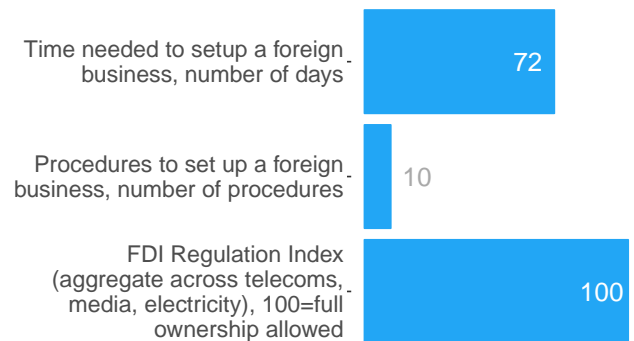 Time needed to setup a foreign
business, number of days
72
Procedures to set up a foreign
business, number of procedures
10
FDI Regulation Index
(aggregate across telecoms,
media, electricity), 100=full
ownership allowed
100